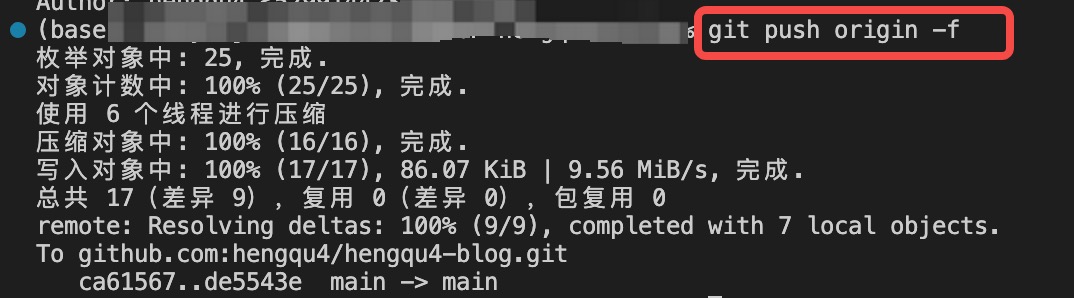 (base
% git push origin -f
枚举对象中: 25, 完成.
对象计数中: 100% (25/25), 完成.
使用 6 个线程进行压缩
压缩对象中: 100% (16/16), 完成.
写入对象中: 100% (17/17), 86.07 KiB | 9.56 MiB/s, 完成.
总共 17（差异 9），复用 0（差异 0），包复用 0
remote: Resolving deltas: 100% (9/9), completed with 7 local objects.
To github.com:hengqu4/hengqu4-blog.git
ca61567..de5543e main -> main